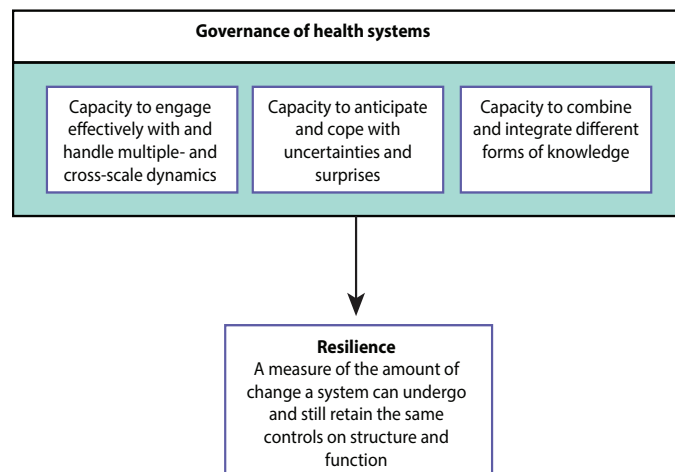 Governance of health systems
Capacity to engage
effectively with and
handle multiple- and
cross-scale dynamics
Capacity to anticipate
and cope with
uncertainties and
surprises
Capacity to combine
and integrate different
forms of knowledge
Resilience
A measure of the amount of
change a system can undergo
and still retain the same
controls on structure and
function